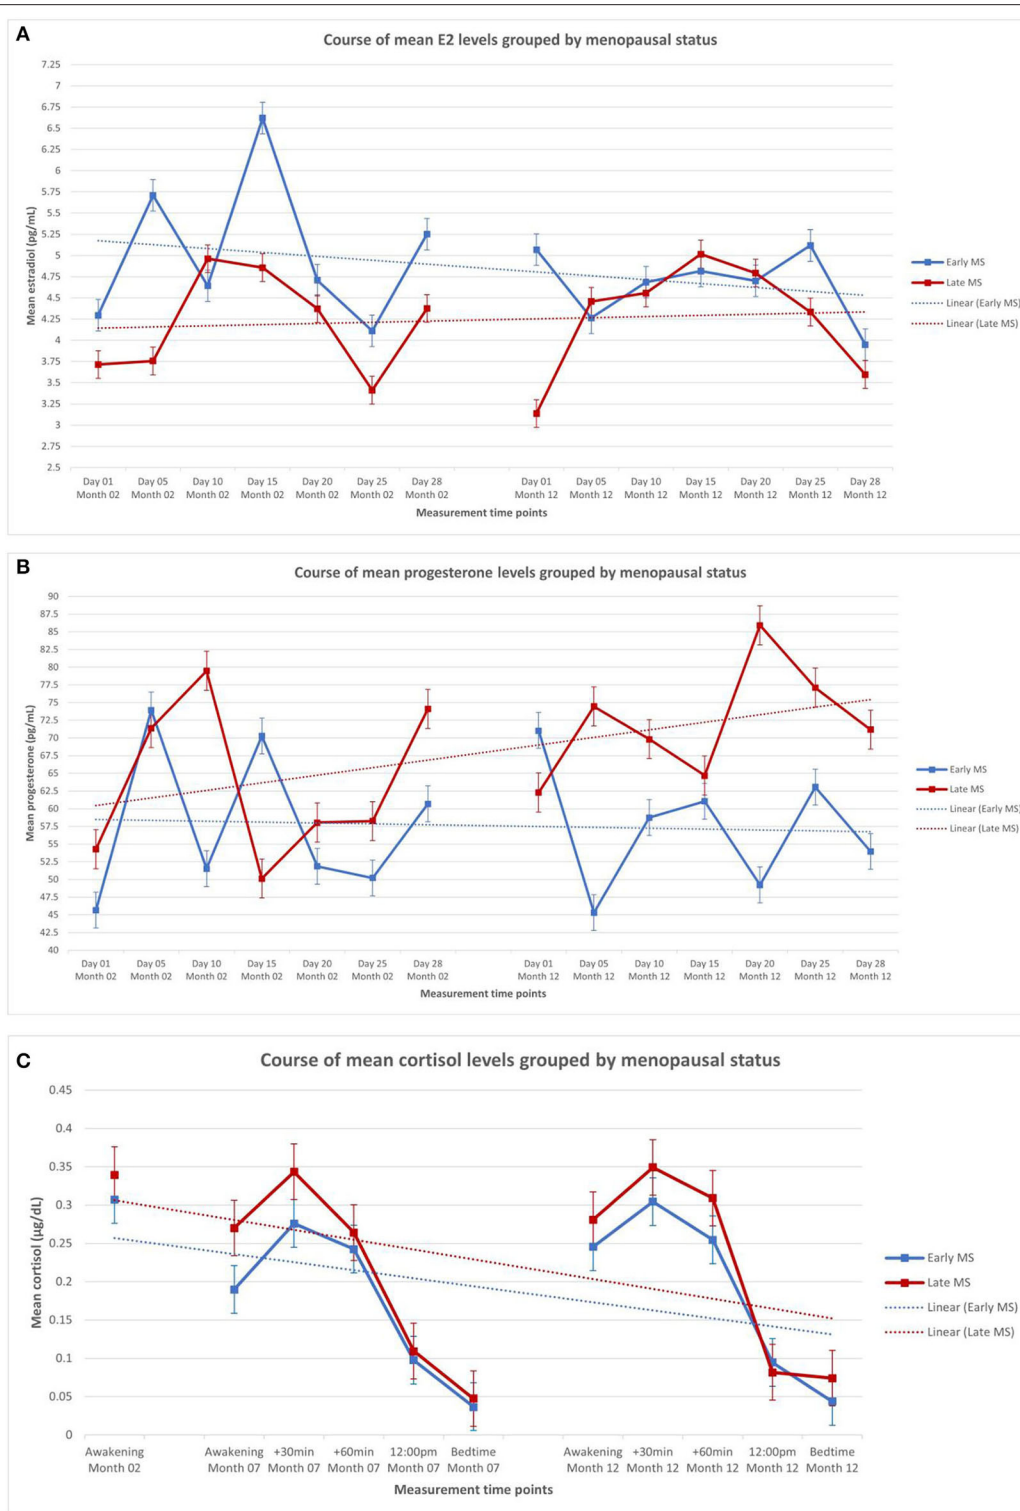 A
Course of mean E2 levels grouped by menopausal status
Mean estradiol (pg/mL)
7.25
7
6.75
6.5
6.25
6
5.75
5.5
5.25
5
4.75
4.5
4.25
4
3.75
3.5
3.25
3
2.75
2.5
Early MS
Late MS
Linear (Early MS)
Linear (Late MS)
Day 01 Day 05 Day 10 Day 15 Day 20 Day 25 Day 28 Day 01 Day 05 Day 10 Day 15 Day 20 Day 25 Day 28
Month 02 Month 02 Month 02 Month 02 Month 02 Month 02 Month 02 Month 12 Month 12 Month 12 Month 12 Month 12 Month 12 Month 12
Measurement time points
B
Course of mean progesterone levels grouped by menopausal status
Mean progesterone (pg/mL)
90
87.5
85
82.5
80
77.5
75
72.5
70
67.5
65
62.5
60
57.5
55
52.5
50
47.5
45
42.5
40
Early MS
Late MS
Linear (Early MS)
Linear (Late MS)
Day 01 Day 05 Day 10 Day 15 Day 20 Day 25 Day 28 Day 01 Day 05 Day 10 Day 15 Day 20 Day 25 Day 28
Month 02 Month 02 Month 02 Month 02 Month 02 Month 02 Month 02 Month 12 Month 12 Month 12 Month 12 Month 12 Month 12 Month 12
Measurement time points
C
Course of mean cortisol levels grouped by menopausal status
Mean cortisol (µg/dL)
0.45
0.4
0.35
0.3
0.25
0.2
0.15
0.1
0.05
0
Early MS
Late MS
Linear (Early MS)
Linear (Late MS)
Awakening Awakening +30min +60min 12:00pm Bedtime Awakening +30min +60min 12:00pm Bedtime
Month 02 Month 07 Month 07 Month 07 Month 07 Month 07 Month 12 Month 12 Month 12 Month 12 Month 12
Measurement time points